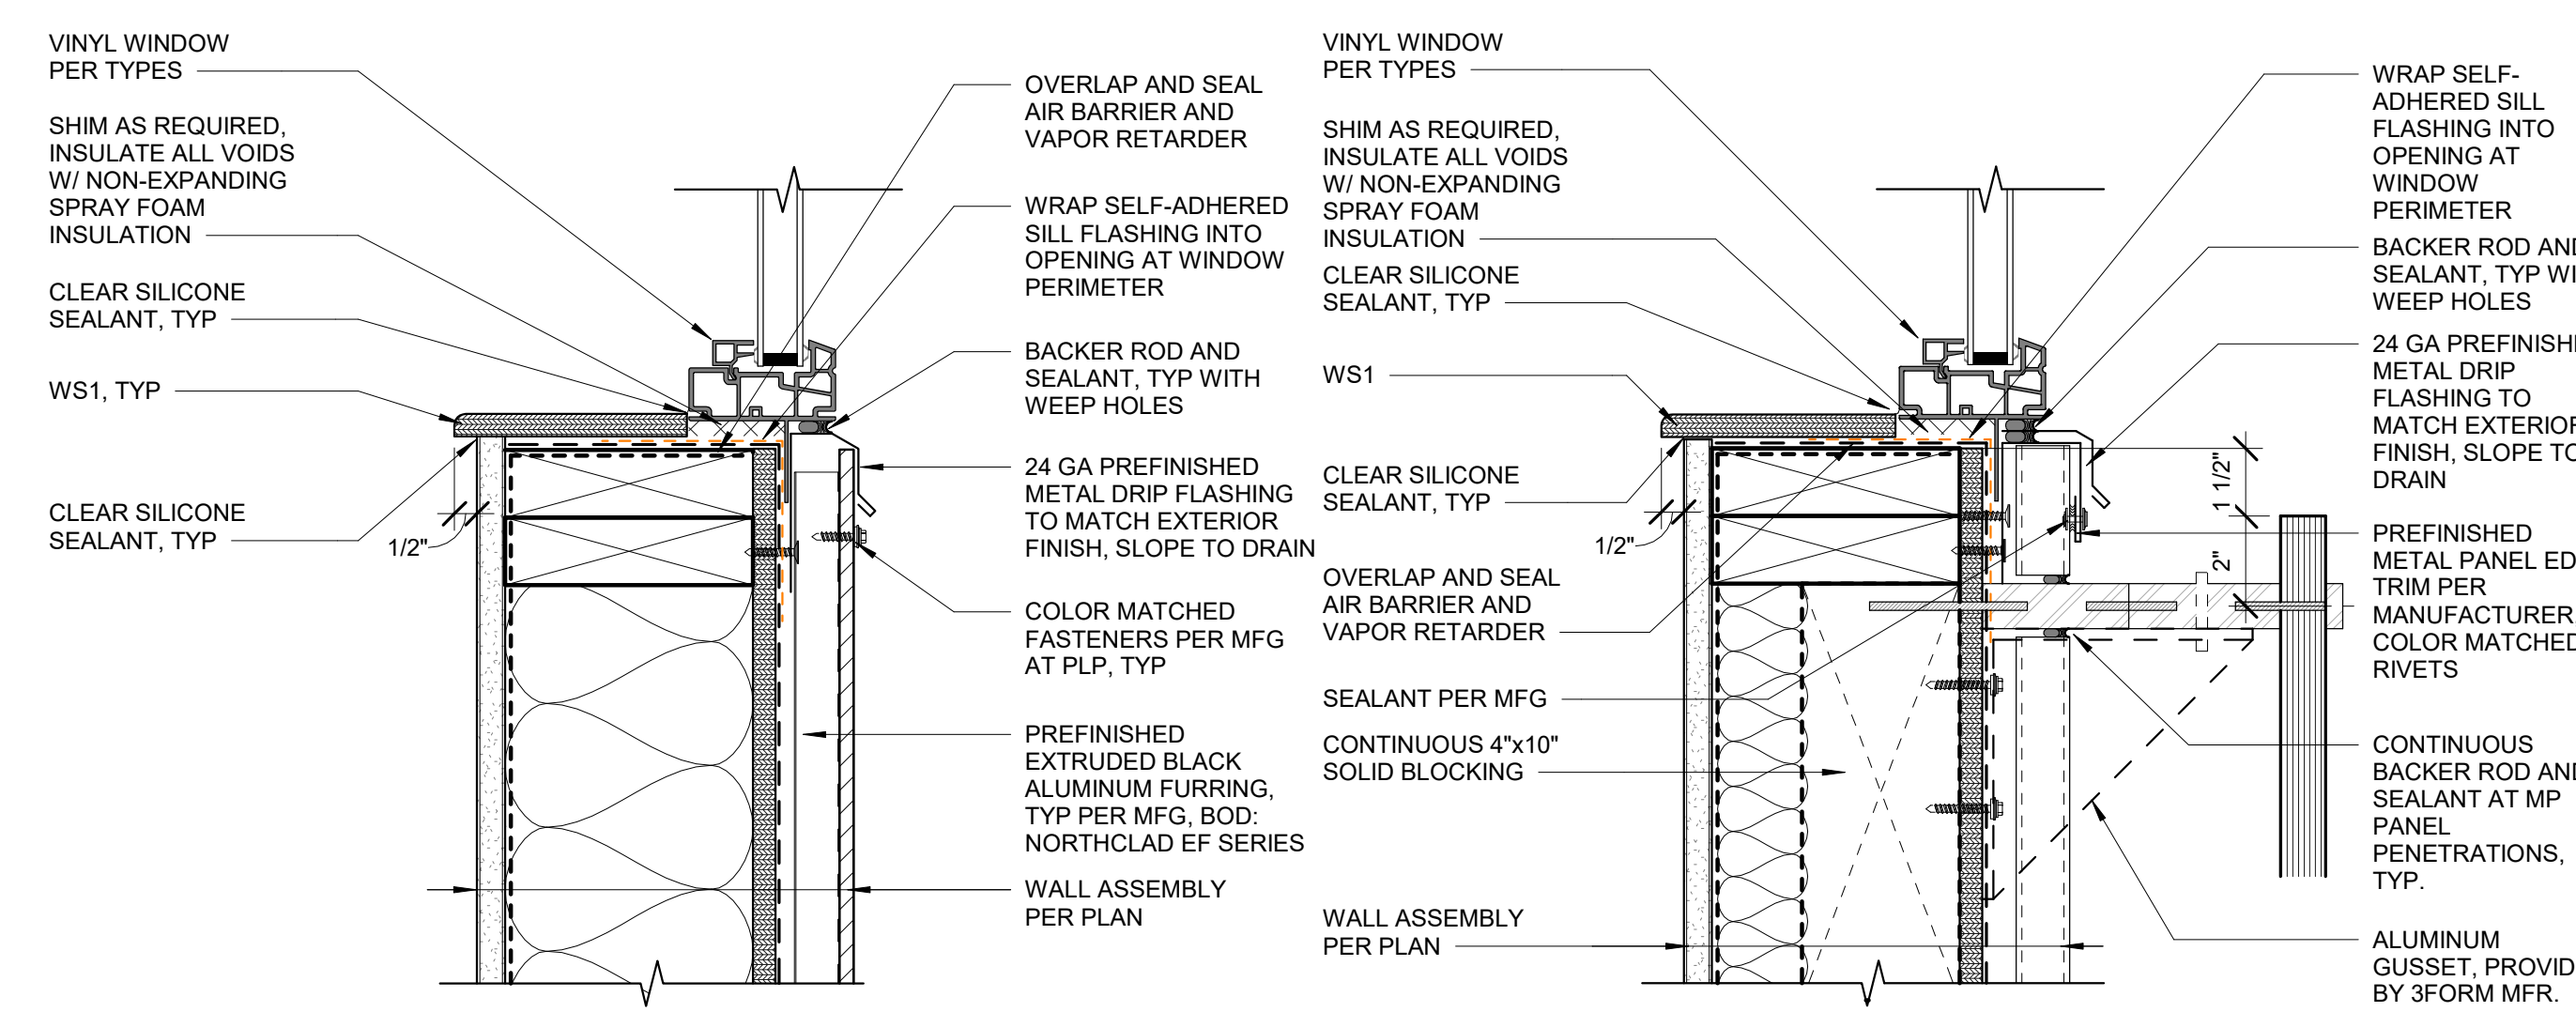 VINYL WINDOW
PER TYPES
SHIM AS REQUIRED,
INSULATE ALL VOIDS
W/ NON-EXPANDING
SPRAY FOAM
INSULATION
CLEAR SILICONE
SEALANT, TYP
WS1, TYP
CLEAR SILICONE
SEALANT, TYP
1/2"
OVERLAP AND SEAL
AIR BARRIER AND
VAPOR RETARDER
WRAP SELF-ADHERED
SILL FLASHING INTO
OPENING AT WINDOW
PERIMETER
BACKER ROD AND
SEALANT, TYP WITH
WEEP HOLES
24 GA PREFINISHED
METAL DRIP FLASHING
TO MATCH EXTERIOR
FINISH, SLOPE TO DRAIN
COLOR MATCHED
FASTENERS PER MFG
AT PLP, TYP
PREFINISHED
EXTRUDED BLACK
ALUMINUM FURRING,
TYP PER MFG, BOD:
NORTHCLAD EF SERIES
WALL ASSEMBLY
PER PLAN
VINYL WINDOW
PER TYPES
SHIM AS REQUIRED,
INSULATE ALL VOIDS
W/ NON-EXPANDING
SPRAY FOAM
INSULATION
CLEAR SILICONE
SEALANT, TYP
WS1
CLEAR SILICONE
SEALANT, TYP
1/2"
OVERLAP AND SEAL
AIR BARRIER AND
VAPOR RETARDER
SEALANT PER MFG
CONTINUOUS 4"x10"
SOLID BLOCKING
WALL ASSEMBLY
PER PLAN
1 1/2"
2"
WRAP SELF-
ADHERED SILL
FLASHING INTO
OPENING AT
WINDOW
PERIMETER
BACKER ROD AND
SEALANT, TYP WI
WEEP HOLES
24 GA PREFINISHE
METAL DRIP
FLASHING TO
MATCH EXTERIOR
FINISH, SLOPE TO
DRAIN
PREFINISHED
METAL PANEL ED
TRIM PER
MANUFACTURER.
COLOR MATCHED
RIVETS
CONTINUOUS
BACKER ROD AND
SEALANT AT MP
PANEL
PENETRATIONS,
TYP.
ALUMINUM
GUSSET, PROVID
BY 3FORM MFR.